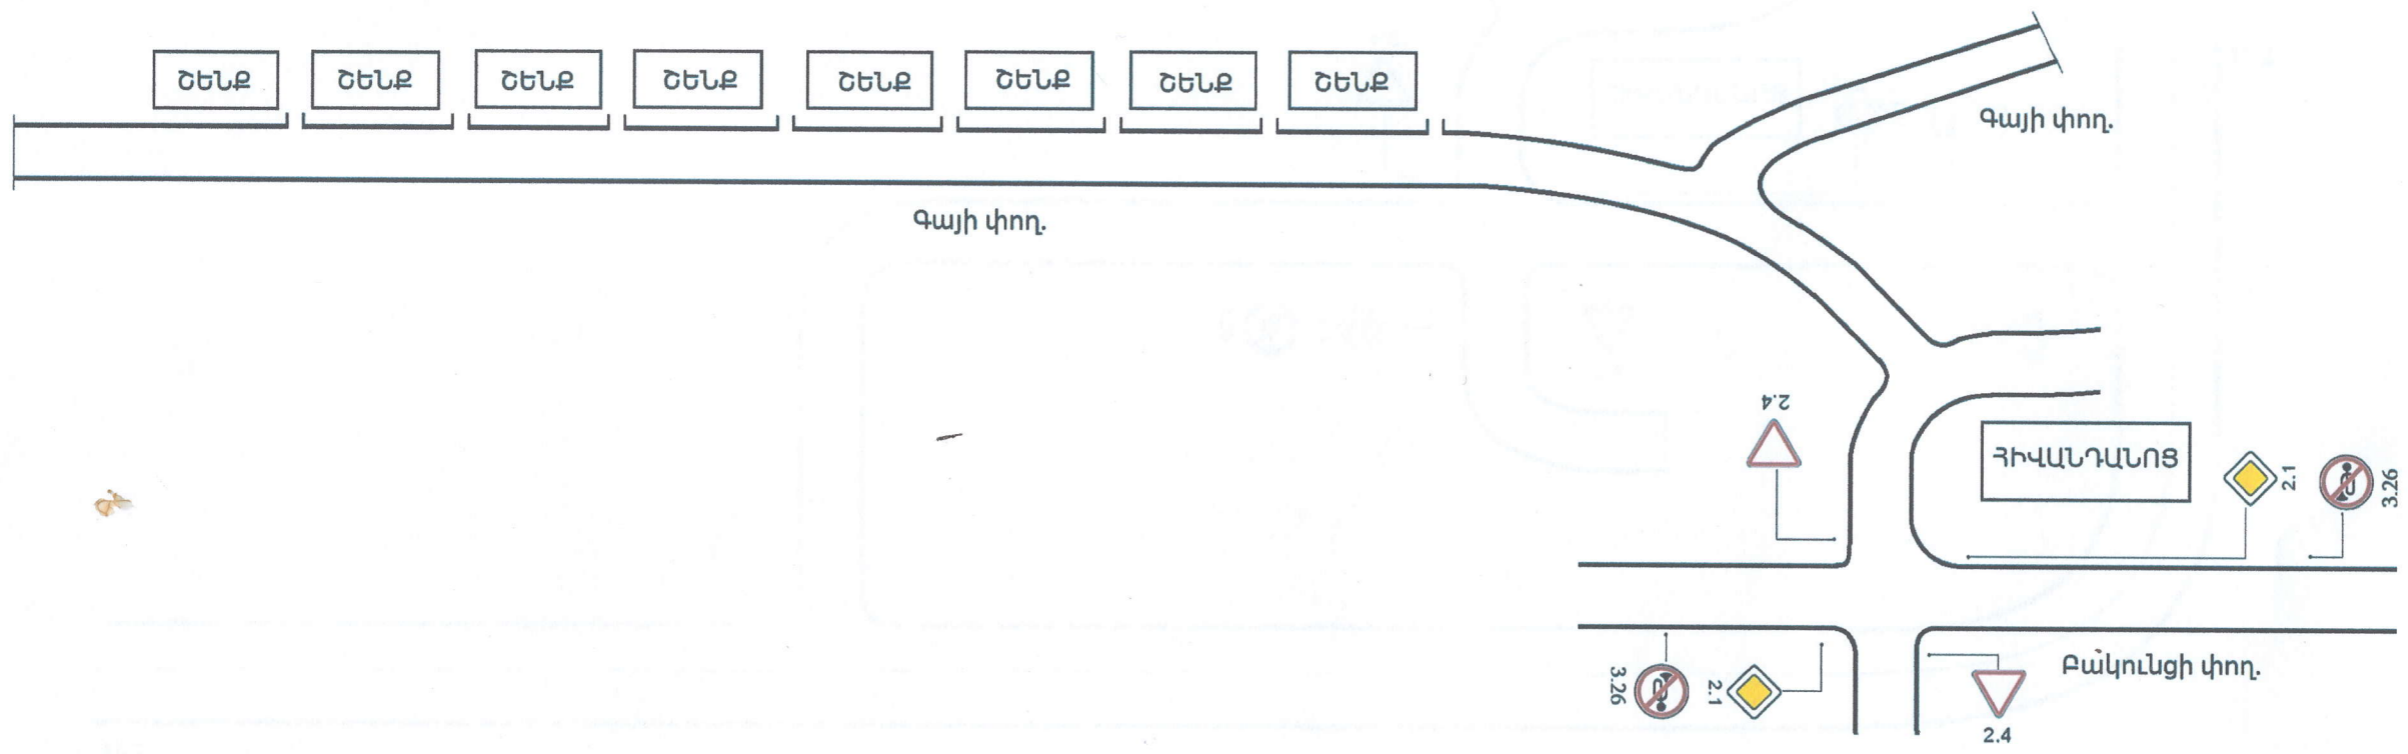 ՇԵՆՔ ՇԵՆՔ ՇԵՆՔ ՇԵՆՔ ՇԵՆՔ ՇԵՆՔ ՇԵՆՔ ՇԵՆՔ
Գայի փող.
Գայի փող.
2.4
ՀԻՎԱՆԴԱՆՈՑ
2.1
3.26
Բակունցի փող.
3.26
2.1
2.4